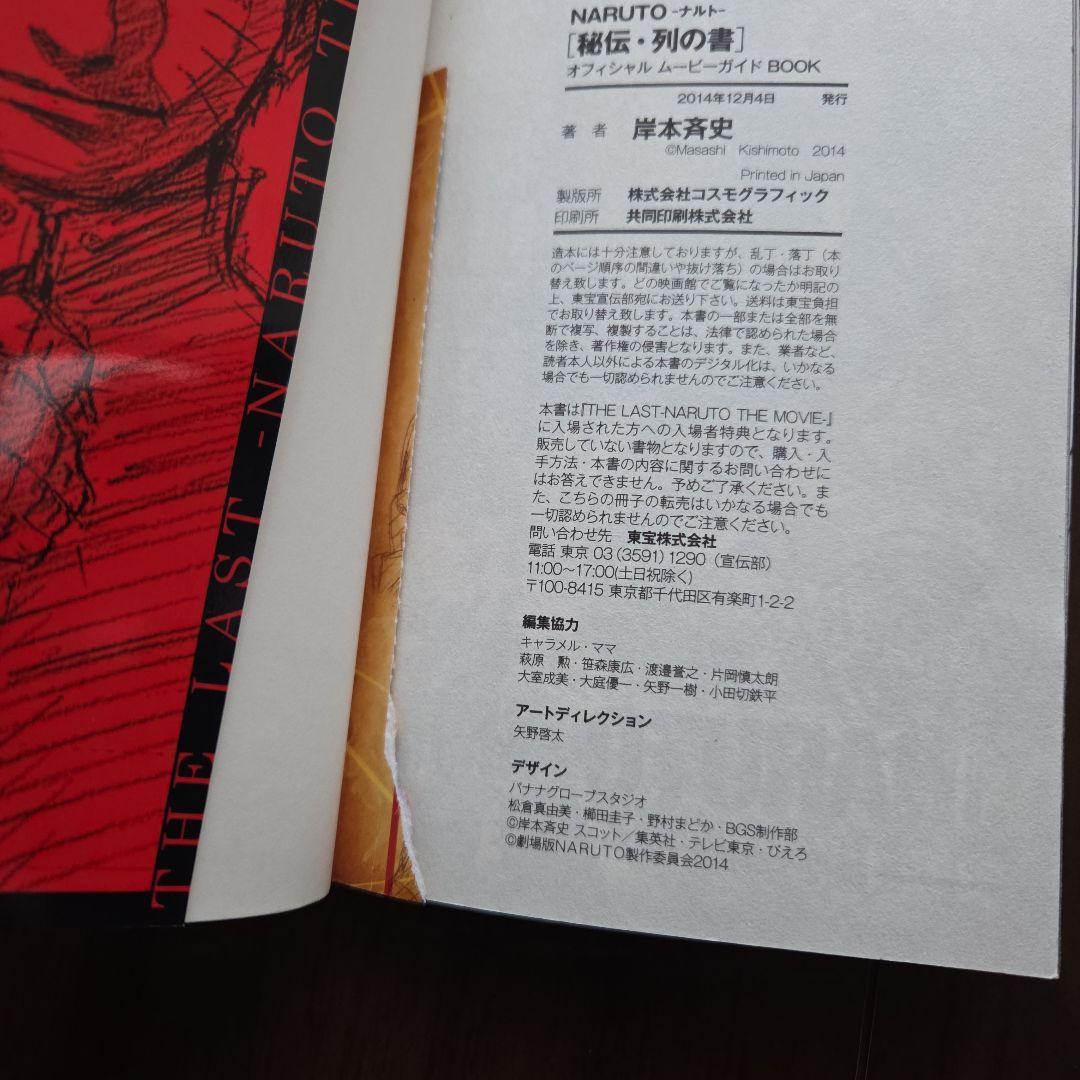 THE LAST -NARUTO T
NARUTO -ナルト-
[秘伝・列の書]
オフィシャル ムービーガイド BOOK
2014年12月4日 発行
著 者 岸本斉史
©Masashi Kishimoto 2014
Printed in Japan
製版所 株式会社コスモグラフィック
印刷所 共同印刷株式会社
造本には十分注意しておりますが、乱丁・落丁（本
のページ順序の間違いや抜け落ち）の場合はお取り
替え致します。どの映画館でご覧になったか明記の
上、東宝宣伝部宛にお送り下さい。送料は東宝負担
でお取り替え致します。本書の一部または全部を無
断で複写、複製することは、法律で認められた場合
を除き、著作権の侵害となります。また、業者など、
読者本人以外による本書のデジタル化は、いかなる
場合でも一切認められませんのでご注意ください。
本書は『THE LAST-NARUTO THE MOVIE-』
に入場された方への入場者特典となります。
販売していない書物となりますので、購入・入
手方法・本書の内容に関するお問い合わせに
はお答えできません。予めご了承ください。ま
た、こちらの冊子の転売はいかなる場合でも
一切認められませんのでご注意ください。
問い合わせ先 東宝株式会社
電話 東京 03(3591)1290（宣伝部）
11:00～17:00(土日祝除く)
〒100-8415 東京都千代田区有楽町1-2-2
編集協力
キャラメル・ママ
萩原 勲・笹森康広・渡邉誉之・片岡慎太朗
大室成美・大庭優一・矢野一樹・小田切鉄平
アートディレクション
矢野啓太
デザイン
バナナグローブスタジオ
松倉真由美・櫛田圭子・野村まどか・BGS制作部
©岸本斉史 スコット／集英社・テレビ東京・ぴえろ
©劇場版NARUTO製作委員会2014